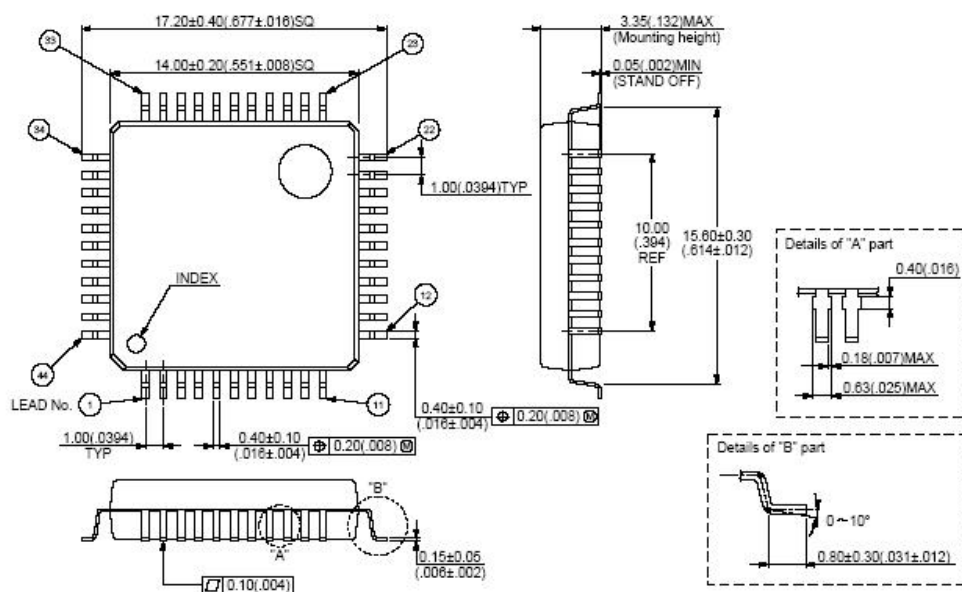 17.20±0.40(.677±.016)SQ
14.00±0.20(.551±.008)SQ
33
23
34
22
1.00(.0394)TYP
INDEX
12
44
LEAD No.
1
11
1.00(.0394)
TYP
0.40±0.10
(.016±.004)
⌖ 0.20(.008) Ⓜ
0.40±0.10
(.016±.004)
⌖ 0.20(.008) Ⓜ
3.35(.132)MAX
(Mounting height)
0.05(.002)MIN
(STAND OFF)
10.00
(.394)
REF
15.60±0.30
(.614±.012)
Details of "A" part
0.40(.016)
0.18(.007)MAX
0.63(.025)MAX
Details of "B" part
0~10°
0.80±0.30(.031±.012)
"B"
"A"
0.15±0.05
(.006±.002)
⏥ 0.10(.004)